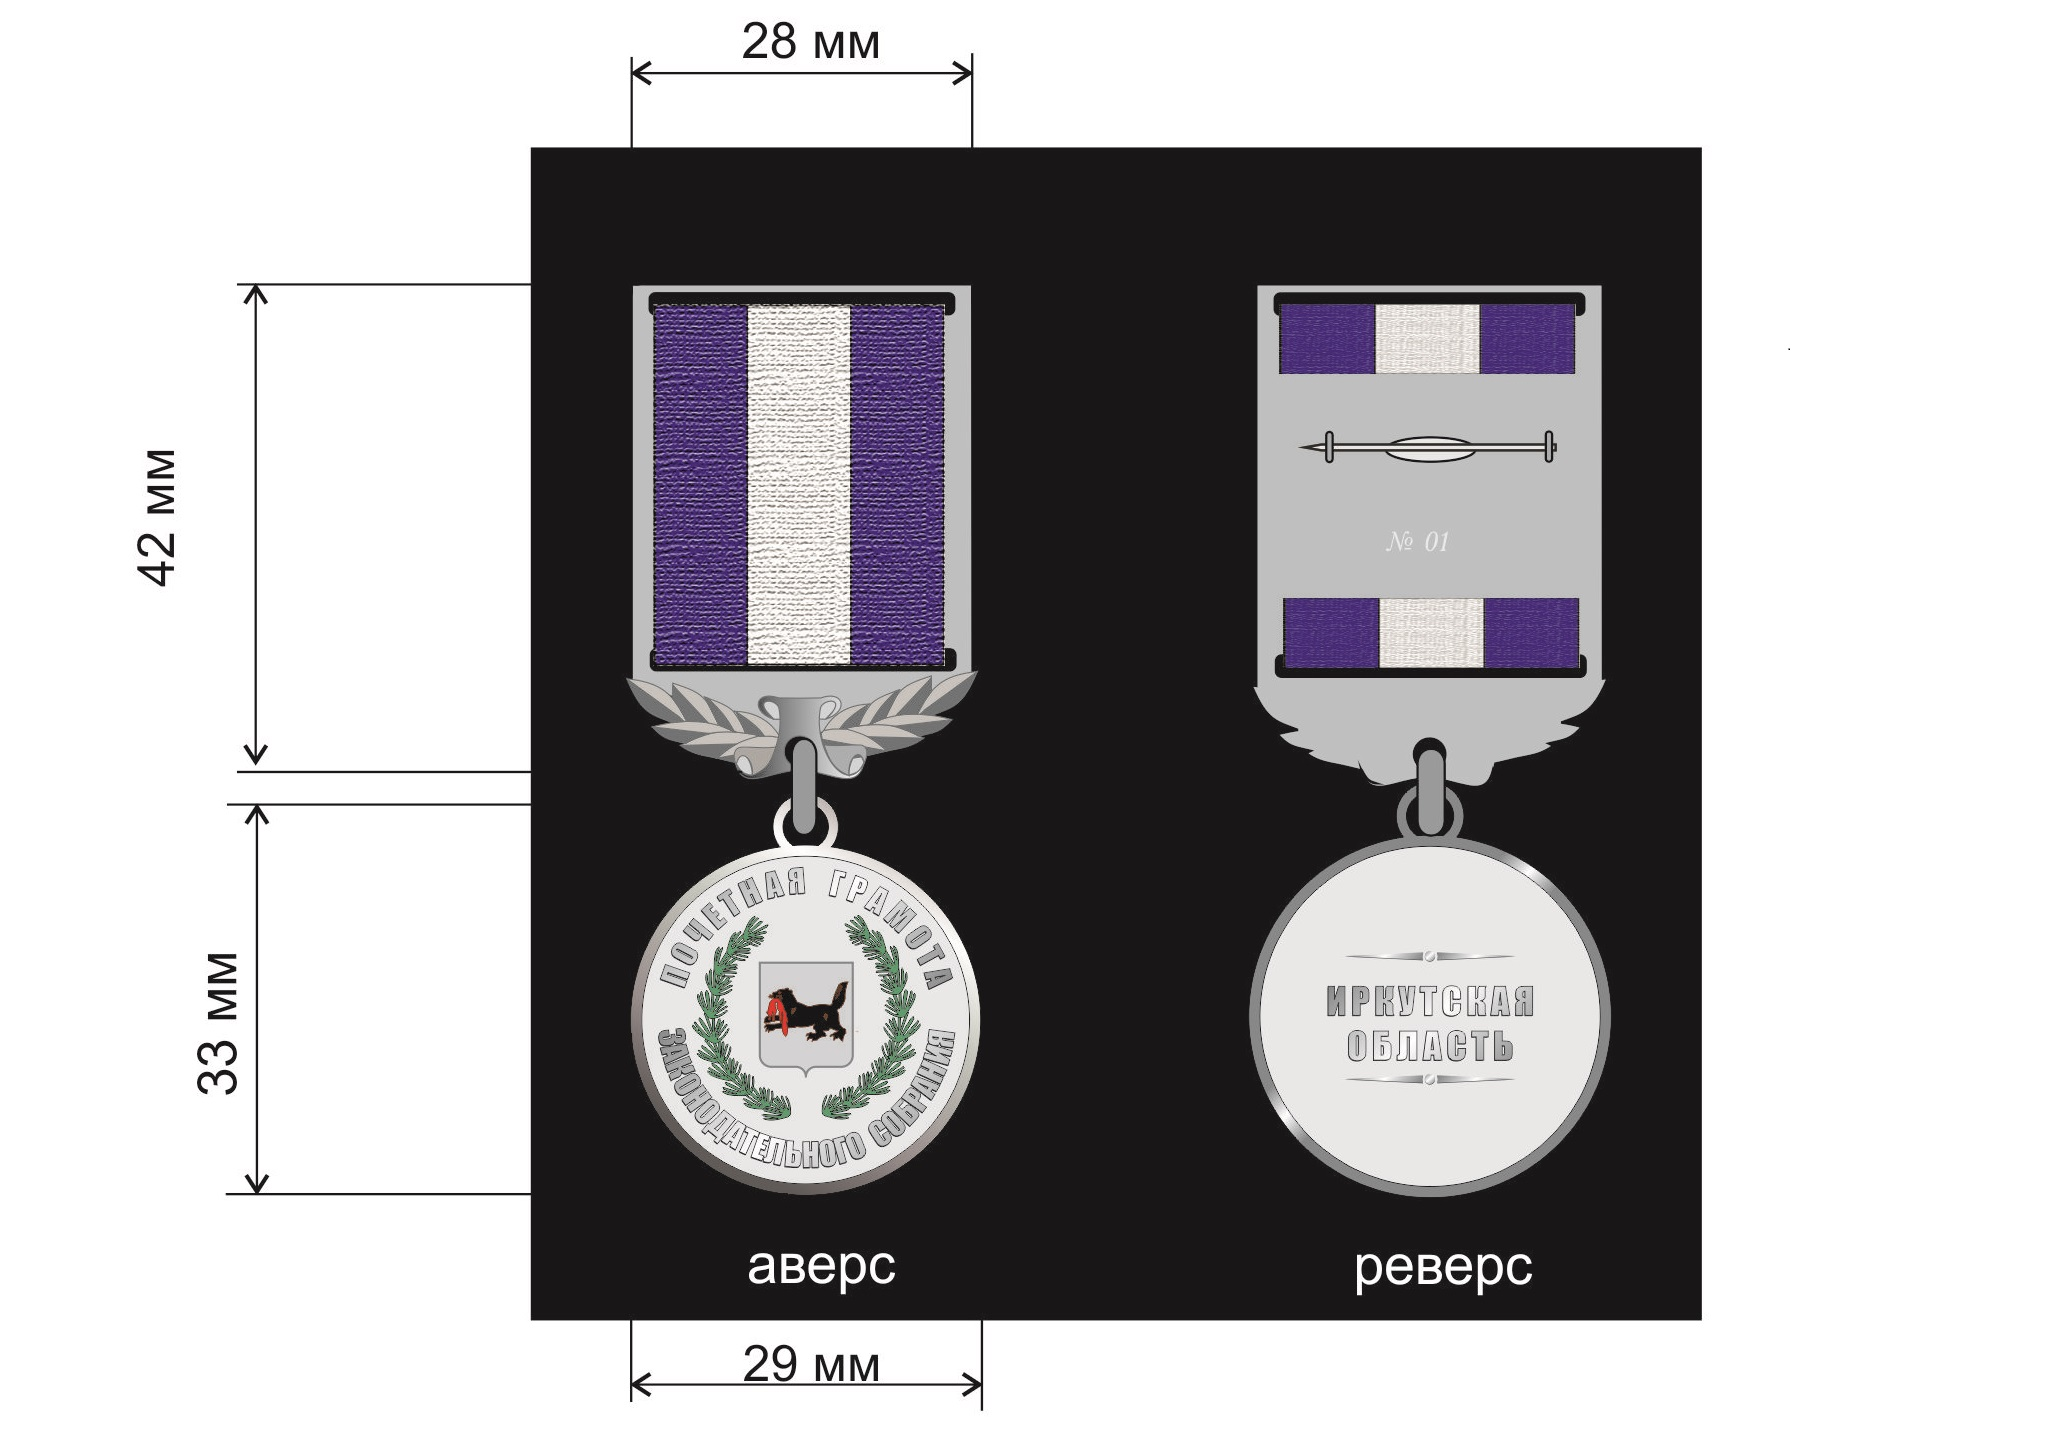 28 мм
42 мм
№ 01
33 мм
ПОЧЕТНАЯ ГРАМОТА
ЗАКОНОДАТЕЛЬНОГО СОБРАНИЯ
ИРКУТСКАЯ
ОБЛАСТЬ
аверс
реверс
29 мм